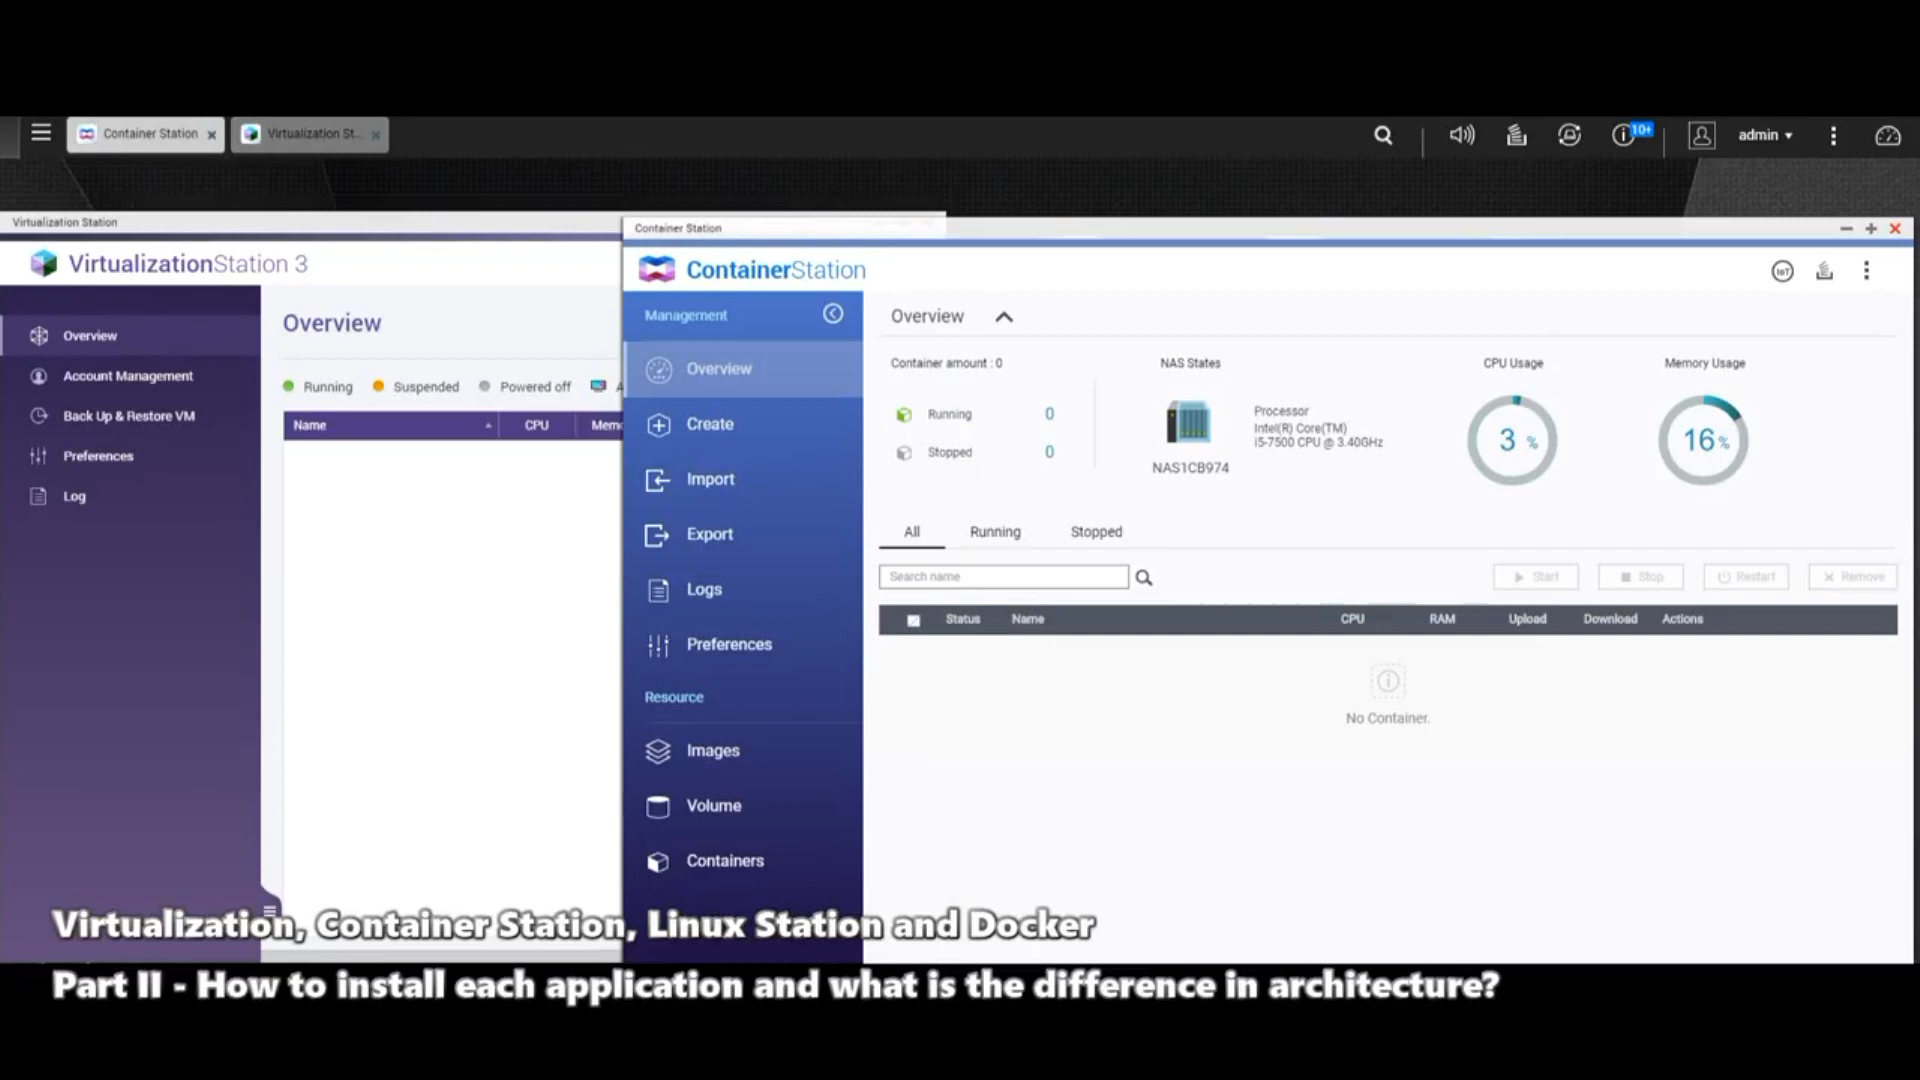 Container Station
Virtualization St...
10+
admin
Virtualization Station
VirtualizationStation 3
Overview
Account Management
Back Up & Restore VM
Preferences
Log
Overview
Running
Suspended
Powered off
Name
CPU
Memo
Container Station
ContainerStation
IoT
Management
Overview
Create
Import
Export
Logs
Preferences
Resource
Images
Volume
Containers
Overview
Container amount : 0
Running 0
Stopped 0
NAS States
NAS1CB974
Processor
Intel(R) Core(TM)
i5-7500 CPU @ 3.40GHz
CPU Usage
3 %
Memory Usage
16 %
All Running Stopped
Search name
Start Stop Restart Remove
Status Name CPU RAM Upload Download Actions
No Container.
Virtualization, Container Station, Linux Station and Docker
Part II - How to install each application and what is the difference in architecture?